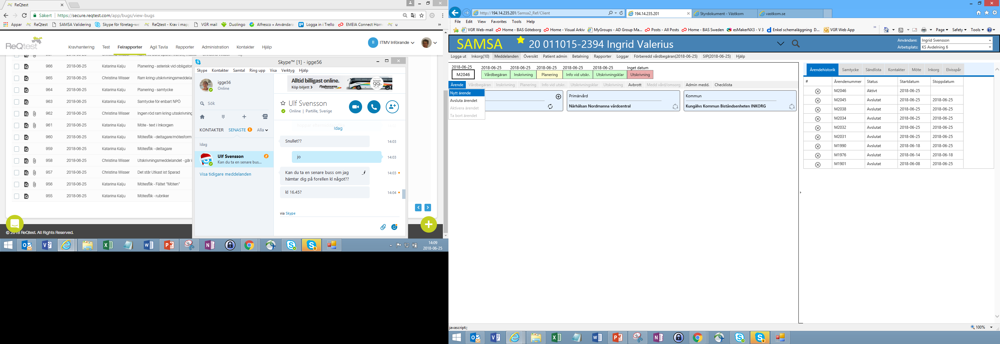 ReQtest
Säkert https://secure.reqtest.com/app/bugs/view-bugs
Appar ReQtest SAMSA Validering Skype för företag-we ReQtest - Krav i map VGR mail Duolingo Alfresco » Användara Logga in i Trello EMEIA Connect Hom u »
ReQtest
Kravhantering Test Felrapporter Agil Tavla Rapporter Administration Kontakter Hjälp
II ITMV Införande
966 2018-06-25 Katarina Kalju Planering - asterisk vid obligator
965 2018-06-25 Katarina Kalju Ram kring utskrivningsmeddela
964 2018-06-25 Katarina Kalju Planering - samtycke
963 2018-06-25 Katarina Kalju Samtycke för enbart NPÖ
962 2018-06-25 Christina Wisser Ingen röd ram kring utsskrivning
961 2018-06-25 Katarina Kalju Möte - text i Inkorgen
960 2018-06-25 Katarina Kalju Mötesflik - deltagare/mötesform
959 2018-06-25 Katarina Kalju Mötesflik - deltagare
958 2018-06-25 Christina Wisser Utskrivningsmeddelandet - går i
957 2018-06-25 Christina Wisser Det står Utkast ist Sparad
956 2018-06-25 Katarina Kalju Mötesflik - Fältet "Möten"
955 2018-06-25 Katarina Kalju Mötesflik - rubriker
© 2018 ReQtest. All Rights Reserved.
Skype™ [1] - igge56
Skype Kontakter Samtal Ring upp Visa Verktyg Hjälp
igge56
Online
Sök
KONTAKTER SENASTE 1 Alla
Idag
Ulf Svensson 2
Kan du ta en senare bus...
Visa tidigare meddelanden
Alltid billigast online.
Köp biljett
Flygbussarna
Arlanda
99:-
Ulf Svensson
Online | Partille, Sverige
Idag
Snullet?? 14:03
jo 14:03
Kan du ta en senare buss om jag 14:03
hämtar dig på forellen kl något??
kl 16.45? 14:04
via Skype
14:09
2018-06-25
http://194.14.235.201/Samsa2_Ref/Client
194.14.235.201
Styrdokument - Västkom
vastkom.se
File Edit View Favorites Tools Help
VGR Web-mail Home - BAS Göteborg Home - Visual Arkiv MyGroups - AD Group Ma... Posts - All Posts Home - BAS Sweden esMakerNX3 - V 3 Enkel schemaläggning D... VGR Web App » Page Safety Tools
SAMSA 20 011015-2394 Ingrid Valerius
Användare: Ingrid Svensson
Arbetsplats: KS Avdelning 6
Logga ut Inkorg(10) Meddelanden Översikt Patient admin Betalning Rapporter Loggar Förberedd vårdbegäran(2018-06-25) SIP(2018-06-25) Hjälp
2018-06-25 2018-06-25 2018-06-25 2018-06-25 2018-06-25 2018-06-25 Inget datum
M2046 Vårdbegäran Inskrivning Planering Info vid utskr. Utskrivningsklar Utskrivning
Ärende Vårdbegäran Inskrivning Planering Info vid utskr. Utskrivningsklar Utskrivning Avbrott Medd vård/omsorg Admin medd. Checklista
Nytt ärende
Avsluta ärendet
Aktivera ärendet
Ta bort ärendet
Primärvård
Närhälsan Nordmanna vårdcentral
Kommun
Kungälvs Kommun Biståndsenheten INKORG
Ärendehistorik Samtycke Sändlista Kontakter Möte Inkorg Elvisspår
# Ärendenummer Status Startdatum Stoppdatum
M2046 Aktivt 2018-06-25
M2045 Avslutat 2018-06-25 2018-06-25
M2038 Avslutat 2018-06-25 2018-06-25
M2034 Avslutat 2018-06-25 2018-06-25
M2032 Avslutat 2018-06-25 2018-06-25
M2031 Avslutat 2018-06-25 2018-06-25
M1990 Avslutat 2018-06-18 2018-06-25
M1976 Avslutat 2018-06-14 2018-06-18
M1901 Avslutat 2018-06-08 2018-06-25
javascript:;
100%